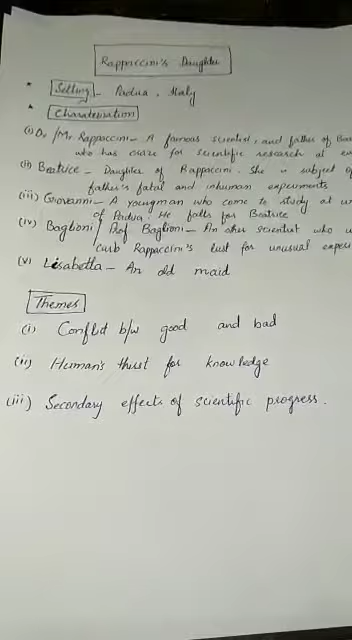 Rappaccini's Daughter
* Setting - Padua, Italy
* Charaterisation
(i) Dr /Mr Rappaccini - A famous scientist, and father of
who has craze for scientific research at
(ii) Beatrice - Daughter of Rappaccini. She is subject of
father's fatal and inhuman experiments
(iii) Giovanni - A youngman who come to study at
of Padua. He falls for Beatrice
(iv) Baglioni / Prof Baglioni - An other scientist who
curb Rappaccini's lust for unusual
(v) Lisabetta - An old maid
Themes
(i) Conflict b/w good and bad
(ii) Human's thirst for knowledge
(iii) Secondary effects of scientific progress.